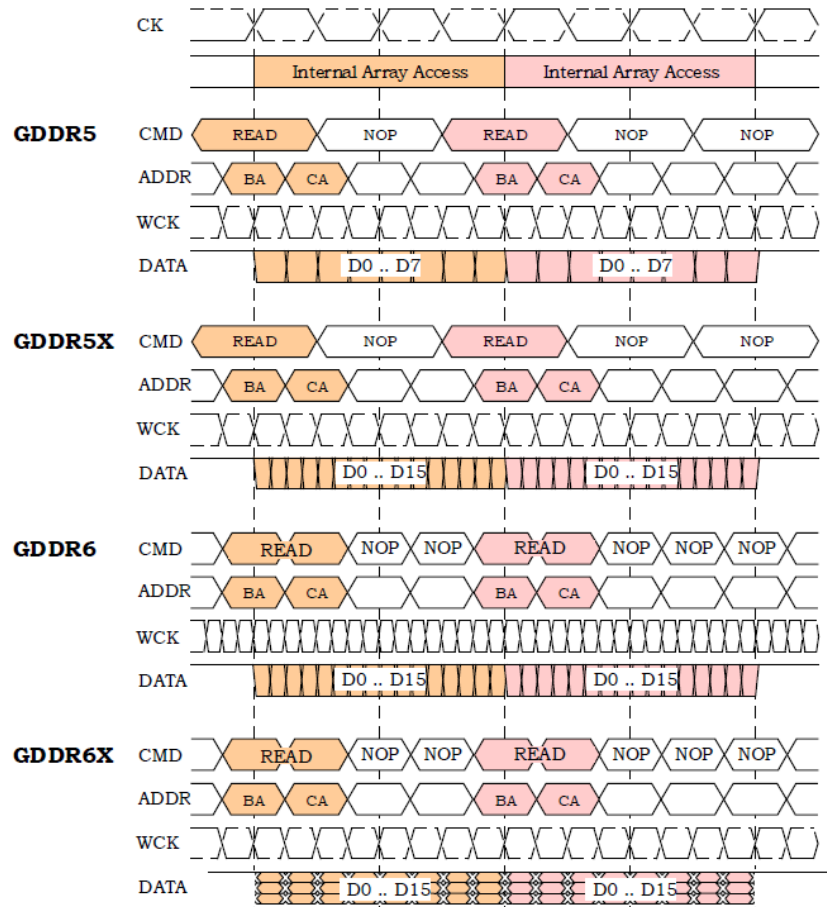 CK
Internal Array Access Internal Array Access
GDDR5 CMD READ NOP READ NOP NOP
ADDR BA CA BA CA
WCK
DATA D0 .. D7 D0 .. D7
GDDR5X CMD READ NOP READ NOP NOP
ADDR BA CA BA CA
WCK
DATA D0 .. D15 D0 .. D15
GDDR6 CMD READ NOP NOP READ NOP NOP NOP
ADDR BA CA BA CA
WCK
DATA D0 .. D15 D0 .. D15
GDDR6X CMD READ NOP NOP READ NOP NOP NOP
ADDR BA CA BA CA
WCK
DATA D0 .. D15 D0 .. D15